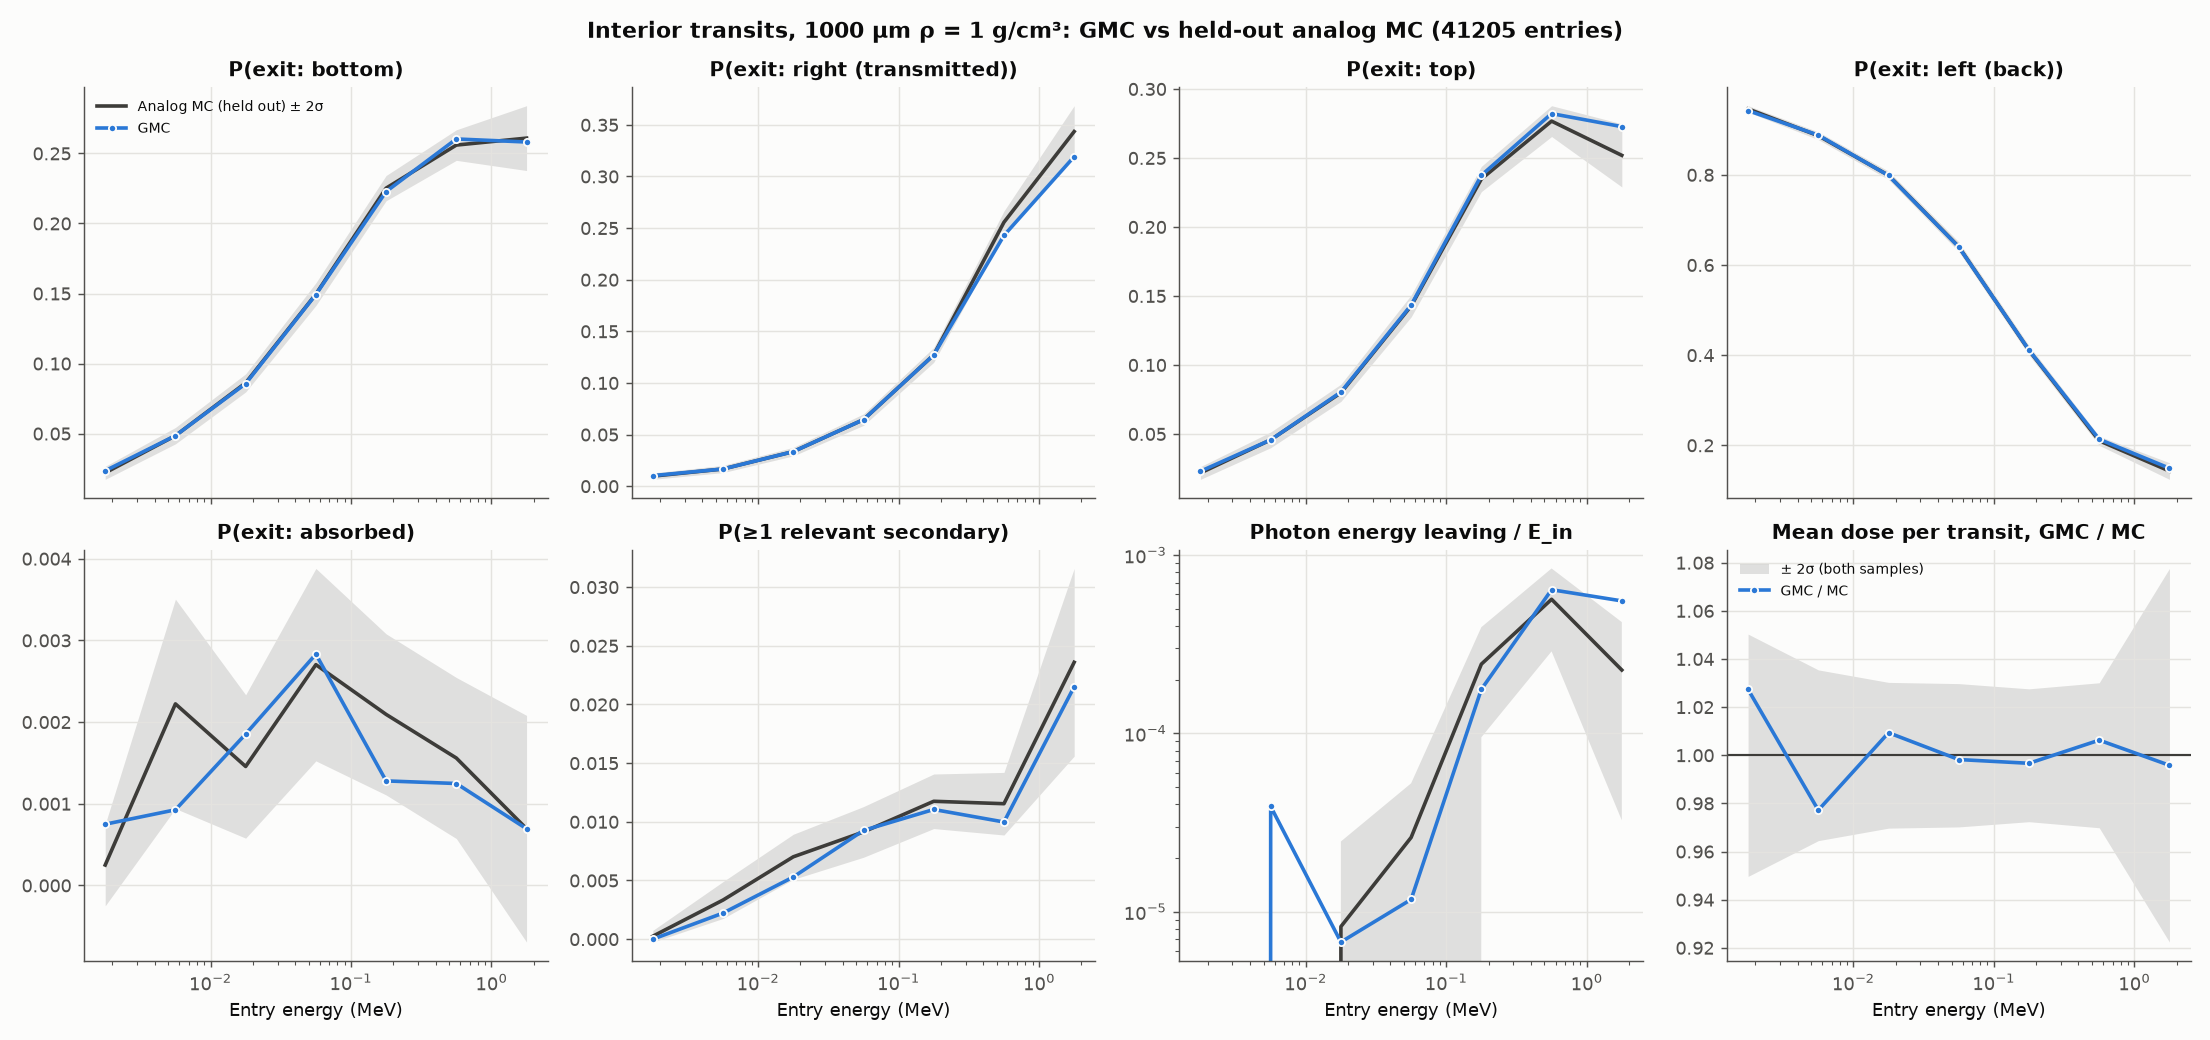 Interior transits, 1000 µm ρ = 1 g/cm³: GMC vs held-out analog MC (41205 entries)
P(exit: bottom)
Analog MC (held out) ± 2σ
GMC
0.25
0.20
0.15
0.10
0.05
P(exit: right (transmitted))
0.35
0.30
0.25
0.20
0.15
0.10
0.05
0.00
P(exit: top)
0.30
0.25
0.20
0.15
0.10
0.05
P(exit: left (back))
0.8
0.6
0.4
0.2
P(exit: absorbed)
0.004
0.003
0.002
0.001
0.000
10⁻² 10⁻¹ 10⁰
Entry energy (MeV)
P(≥1 relevant secondary)
0.030
0.025
0.020
0.015
0.010
0.005
0.000
10⁻² 10⁻¹ 10⁰
Entry energy (MeV)
Photon energy leaving / E_in
10⁻³
10⁻⁴
10⁻⁵
10⁻² 10⁻¹ 10⁰
Entry energy (MeV)
Mean dose per transit, GMC / MC
± 2σ (both samples)
GMC / MC
1.08
1.06
1.04
1.02
1.00
0.98
0.96
0.94
0.92
10⁻² 10⁻¹ 10⁰
Entry energy (MeV)